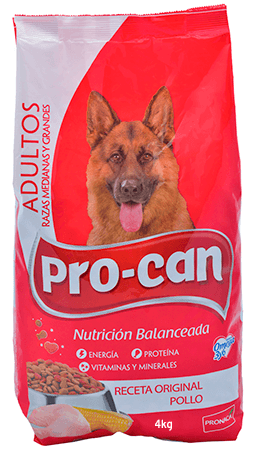 ADULTOS
RAZAS MEDIANAS Y GRANDES
pro-can
Nutrición Balanceada
ENERGÍA
PROTEÍNA
VITAMINAS Y MINERALES
RECETA ORIGINAL
POLLO
4kg